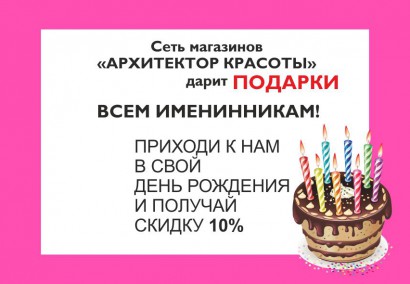 Сеть магазинов
«АРХИТЕКТОР КРАСОТЫ»
дарит ПОДАРКИ
ВСЕМ ИМЕНИННИКАМ!
ПРИХОДИ К НАМ
В СВОЙ
ДЕНЬ РОЖДЕНИЯ
И ПОЛУЧАЙ
СКИДКУ 10%